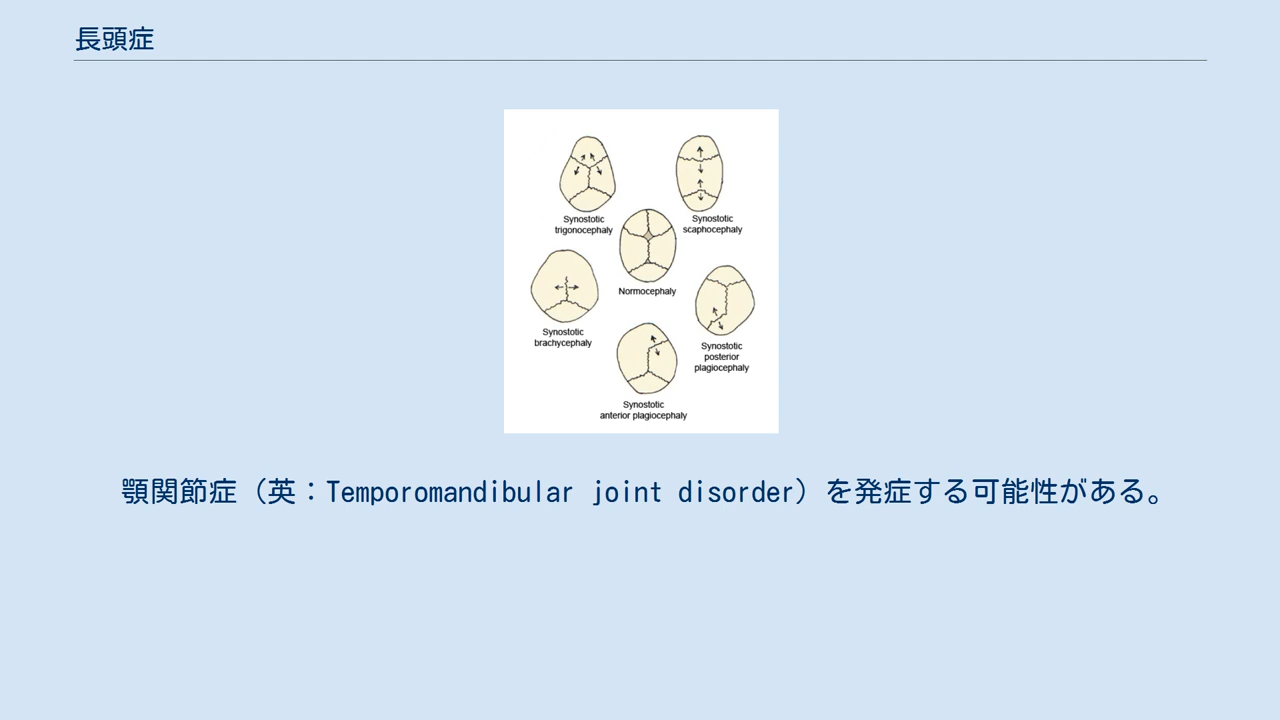 長頭症
Synostotic
trigonocephaly
Synostotic
scaphocephaly
Normocephaly
Synostotic
brachycephaly
Synostotic
posterior
plagiocephaly
Synostotic
anterior plagiocephaly
顎関節症（英：Temporomandibular joint disorder）を発症する可能性がある。